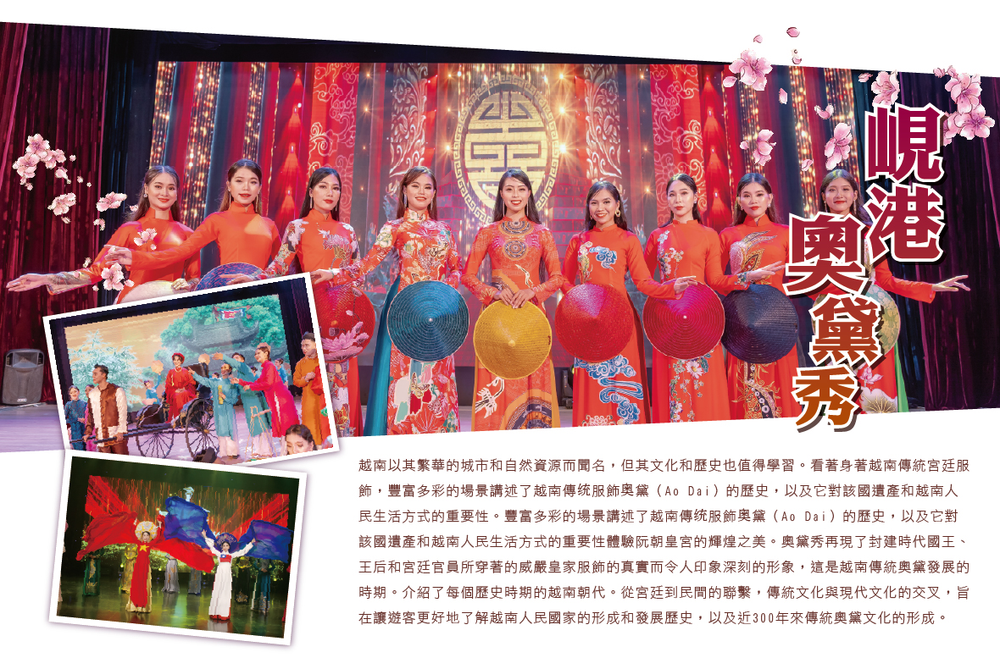 峴港
奧黛秀
越南以其繁華的城市和自然資源而聞名，但其文化和歷史也值得學習。看著身著越南傳統宮廷服
飾，豐富多彩的場景講述了越南傳统服飾奥黛（Ao Dai）的歷史，以及它對該國遺產和越南人
民生活方式的重要性。豐富多彩的場景講述了越南傳统服飾奥黛（Ao Dai）的歷史，以及它對
該國遺產和越南人民生活方式的重要性體驗阮朝皇宮的輝煌之美。奧黛秀再現了封建時代國王、
王后和宮廷官員所穿著的威嚴皇家服飾的真實而令人印象深刻的形象，這是越南傳統奧黛發展的
時期。介紹了每個歷史時期的越南朝代。從宮廷到民間的聯繫，傳統文化與現代文化的交叉，旨
在讓遊客更好地了解越南人民國家的形成和發展歷史，以及近300年來傳統奧黛文化的形成。